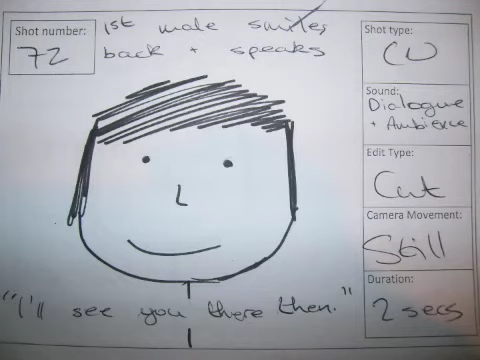 Shot number:
72
1st male smiles
back + speaks
"I'll see you there then."
Shot type:
CU
Sound:
Dialogue
+ Ambience
Edit Type:
Cut
Camera Movement:
Still
Duration:
2 secs